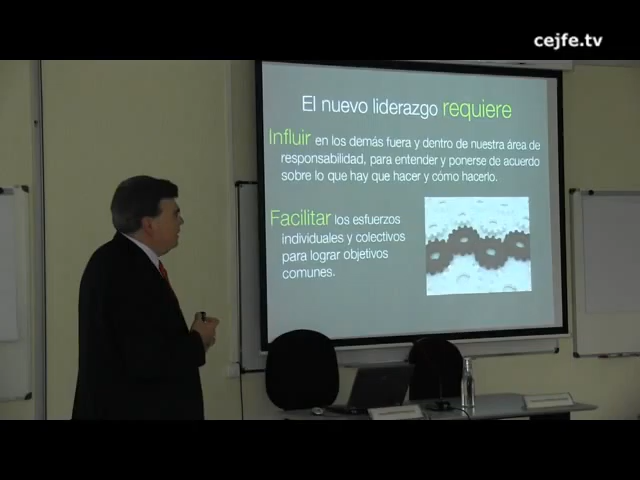 cejfe.tv
El nuevo liderazgo requiere
Influir en los demás fuera y dentro de nuestra área de
responsabilidad, para entender y ponerse de acuerdo
sobre lo que hay que hacer y cómo hacerlo.
Facilitar los esfuerzos
individuales y colectivos
para lograr objetivos
comunes.